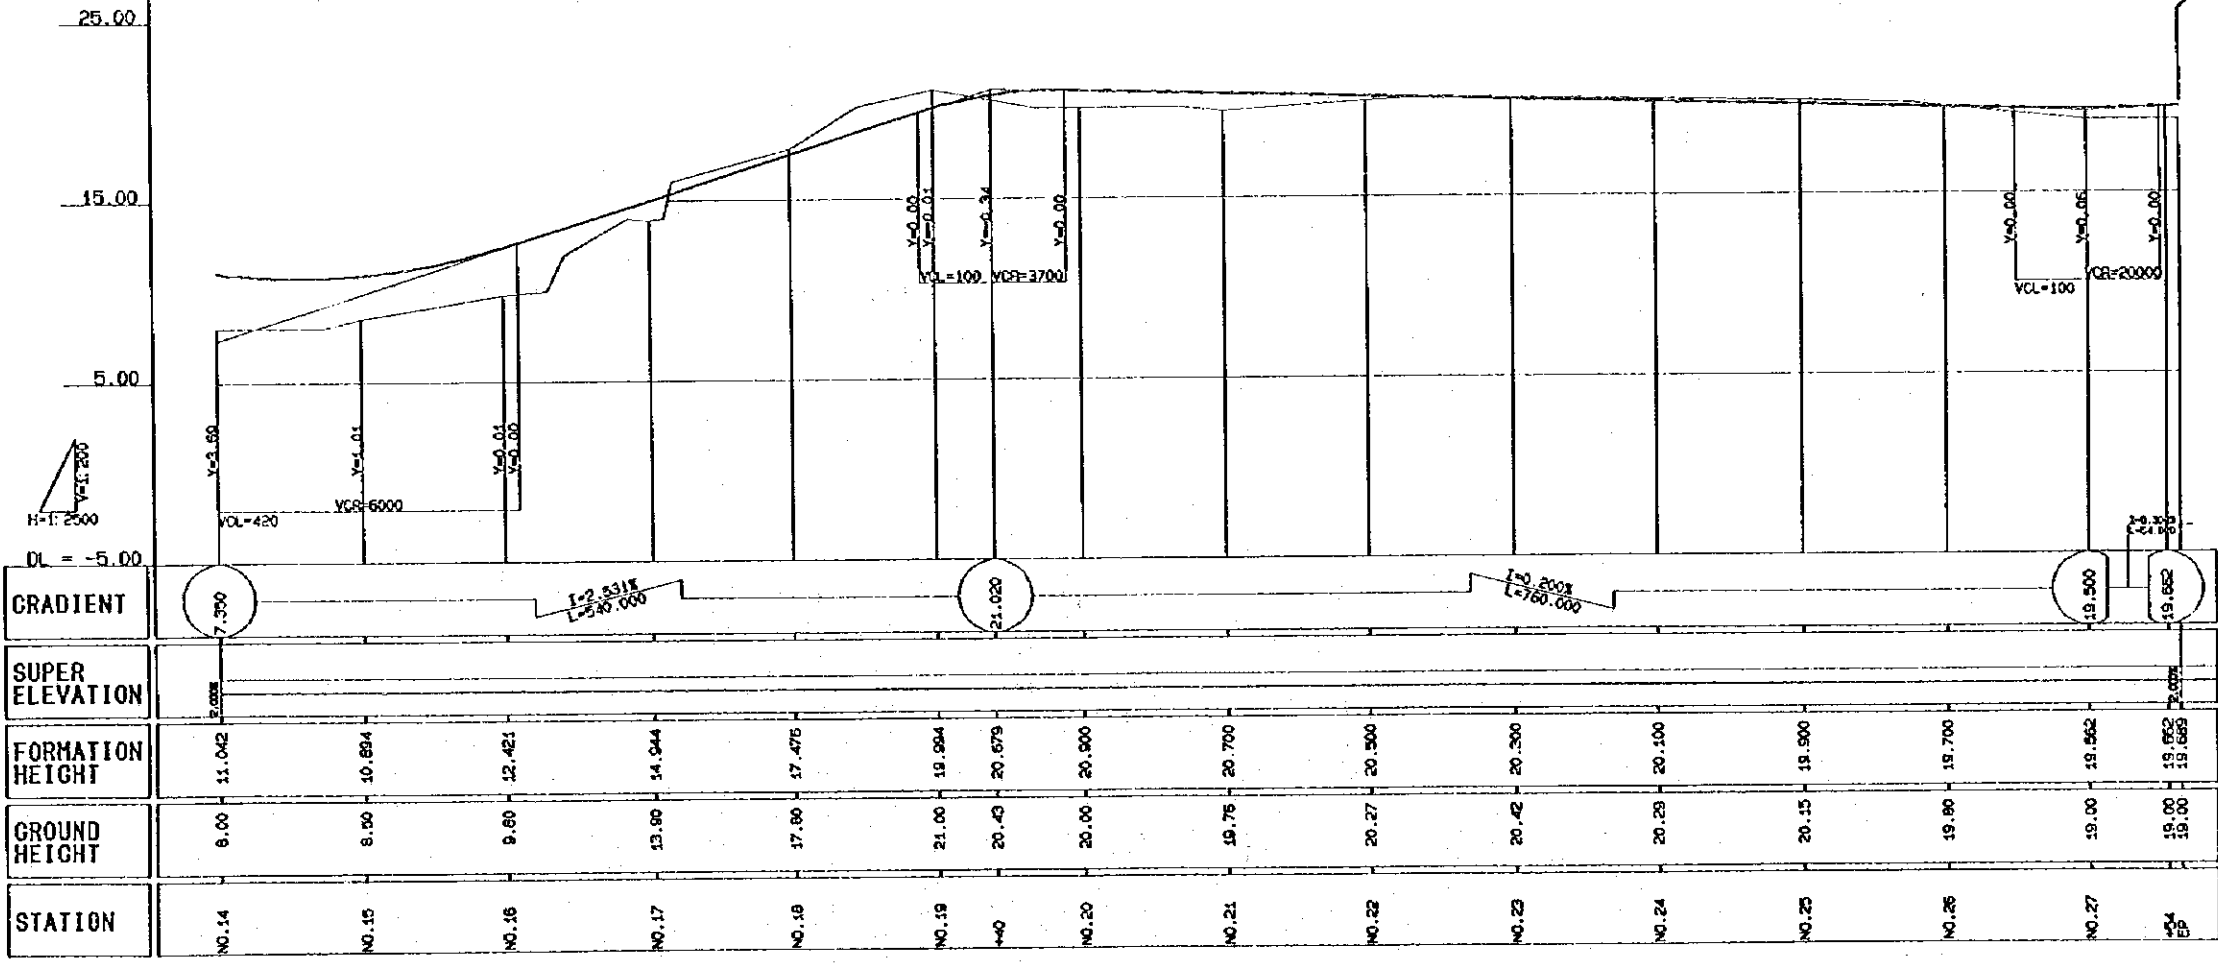 25.00
15.00
5.00
V=1:200
H=1:2500
DL = -5.00
Y=3.69
Y=1.01
Y=0.01
Y=0.00
VCR=6000
VCL=420
Y=0.00
Y=-0.01
Y=-0.34
Y=0.00
VCL=100 VCR=3700
Y=0.00
Y=0.06
Y=0.00
VCR=20000
VCL=100
GRADIENT
7.350
I=2.531%
L=540.000
21.020
I=0.200%
L=760.000
19.500
19.662
SUPER
ELEVATION
2.000%
2.000%
FORMATION
HEIGHT
11.042 10.894 12.421 14.944 17.475 19.994 20.679 20.900 20.700 20.500 20.300 20.100 19.900 19.700 19.562 19.662 19.689
GROUND
HEIGHT
8.00 8.50 9.80 13.90 17.80 21.00 20.43 20.00 19.76 20.27 20.42 20.29 20.15 19.80 19.00 19.00 19.00
STATION
NO.14 NO.15 NO.16 NO.17 NO.18 NO.19 +40 NO.20 NO.21 NO.22 NO.23 NO.24 NO.25 NO.26 NO.27 +54 EP